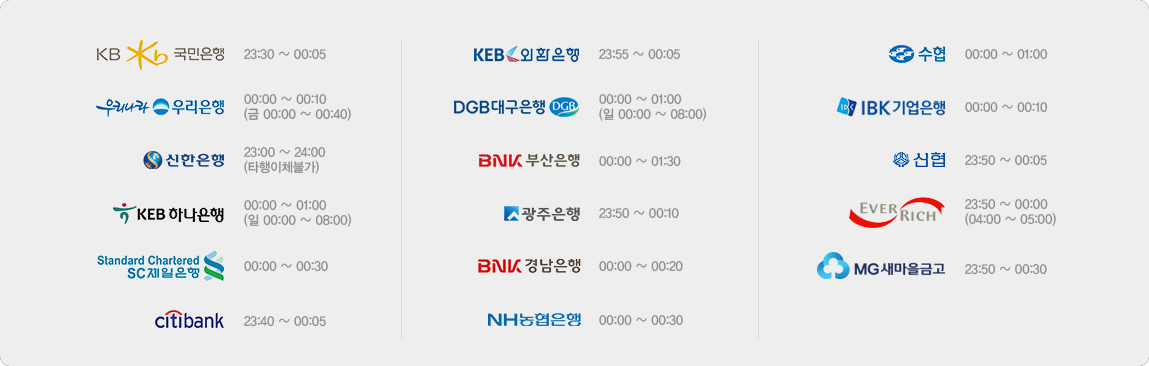 KB 국민은행 23:30 ~ 00:05
우리나라 우리은행 00:00 ~ 00:10
(금 00:00 ~ 00:40)
신한은행 23:00 ~ 24:00
(타행이체불가)
KEB 하나은행 00:00 ~ 01:00
(일 00:00 ~ 08:00)
Standard Chartered
SC제일은행 00:00 ~ 00:30
citibank 23:40 ~ 00:05
KEB 외환은행 23:55 ~ 00:05
DGB대구은행 DGB 00:00 ~ 01:00
(일 00:00 ~ 08:00)
BNK 부산은행 00:00 ~ 01:30
광주은행 23:50 ~ 00:10
BNK 경남은행 00:00 ~ 00:20
NH농협은행 00:00 ~ 00:30
수협 00:00 ~ 01:00
IBK IBK기업은행 00:00 ~ 00:10
신협 23:50 ~ 00:05
EVER RICH 23:50 ~ 00:00
(04:00 ~ 05:00)
MG새마을금고 23:50 ~ 00:30